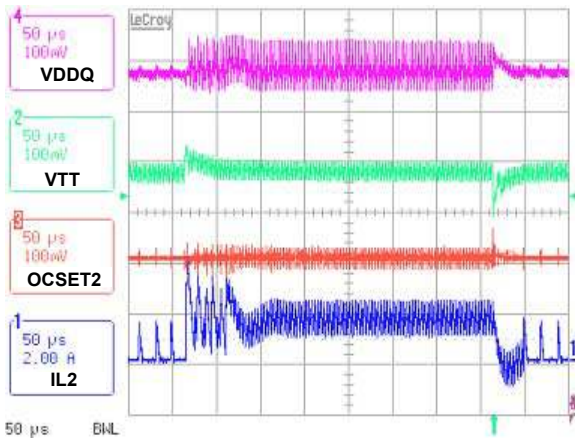 4
LeCroy
50 µs
100mV
VDDQ
2
50 µs
100mV
VTT
3
50 µs
100mV
OCSET2
1
50 µs
2.00 A
IL2
1
50 µs BWL